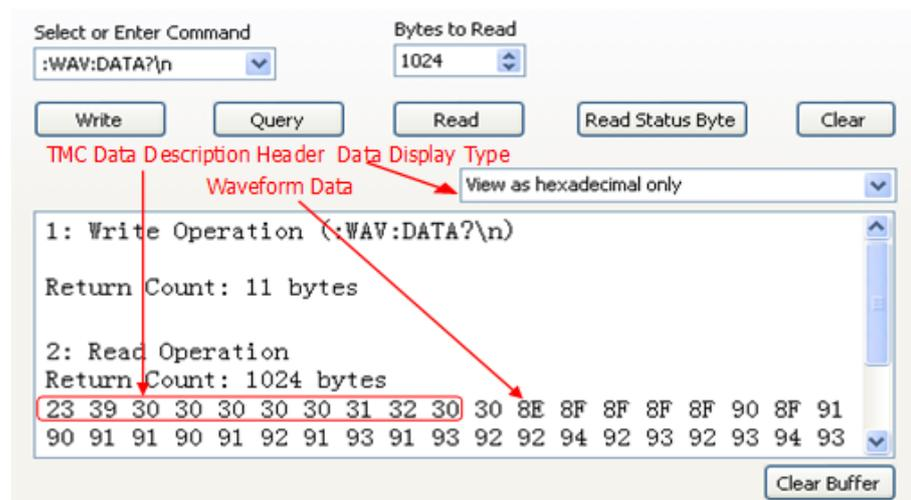 Select or Enter Command
Bytes to Read
:WAV:DATA?\n
1024
Write
Query
Read
Read Status Byte
Clear
TMC Data Description Header
Data Display Type
Waveform Data
View as hexadecimal only
1: Write Operation (:WAV:DATA?\n)
Return Count: 11 bytes
2: Read Operation
Return Count: 1024 bytes
23 39 30 30 30 30 30 31 32 30 30 8E 8F 8F 8F 8F 90 8F 91
90 91 91 90 91 92 91 93 91 93 92 92 94 92 93 92 93 94 93
Clear Buffer